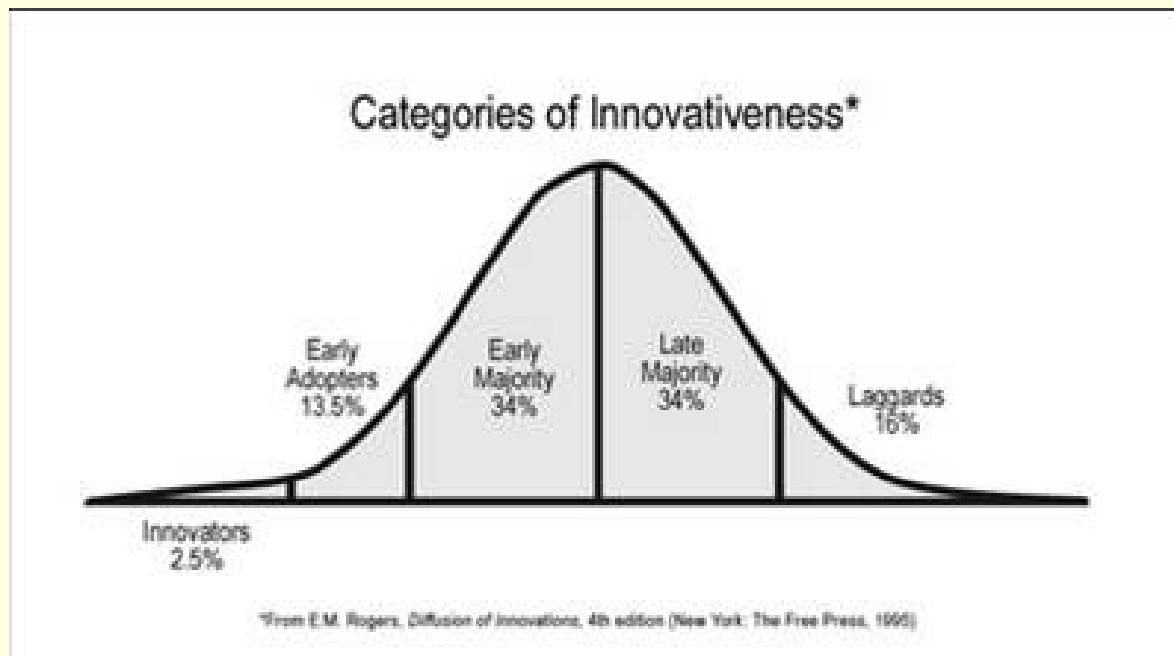 Categories of Innovativeness*
Early
Adopters
13.5%
Early
Majority
34%
Late
Majority
34%
Laggards
16%
Innovators
2.5%
*From E.M. Rogers, Diffusion of Innovations, 4th edition (New York: The Free Press, 1995)